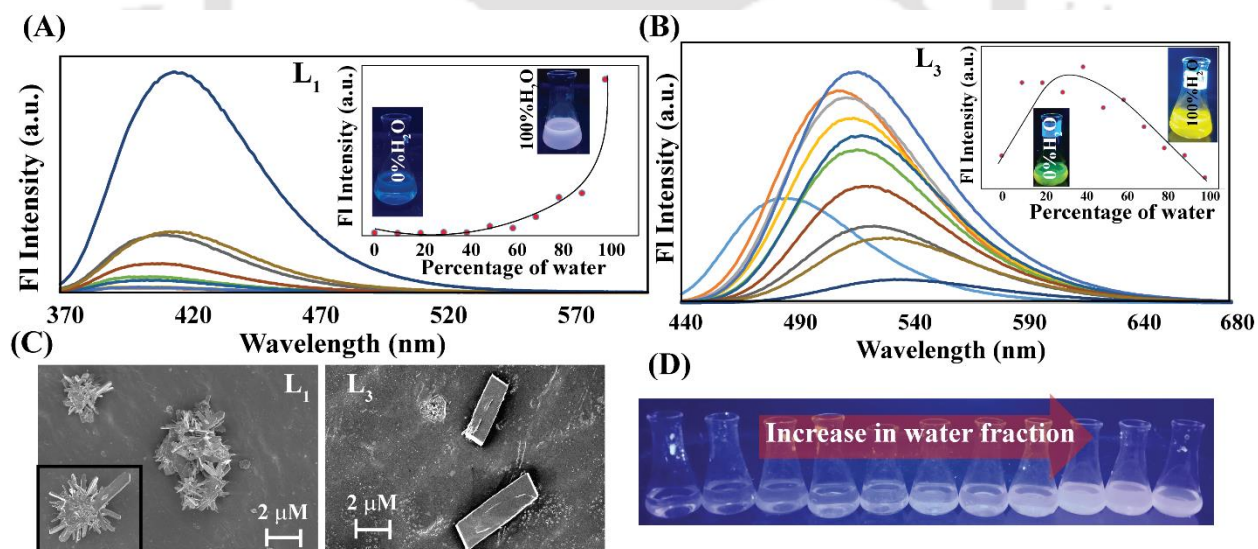 (A)
L₁
Fl Intensity (a.u.)
370 420 470 520 570
Wavelength (nm)
Fl Intensity (a.u.)
0%H₂O
100%H₂O
0 20 40 60 80 100
Percentage of water
(B)
L₃
Fl Intensity (a.u.)
440 490 540 590 640 680
Wavelength (nm)
Fl Intensity (a.u.)
0%H₂O
100%H₂O
0 20 40 60 80 100
Percentage of water
(C)
L₁
2 μM
L₃
2 μM
(D)
Increase in water fraction